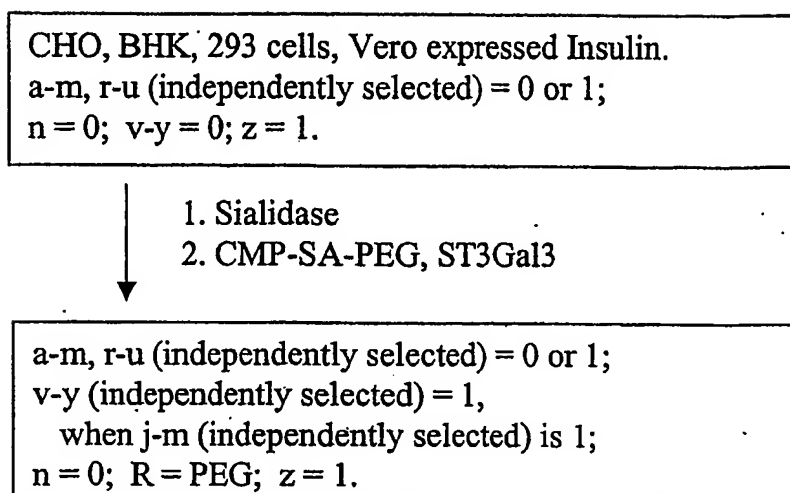 CHO, BHK, 293 cells, Vero expressed Insulin.
a-m, r-u (independently selected) = 0 or 1;
n = 0; v-y = 0; z = 1.
1. Sialidase
2. CMP-SA-PEG, ST3Gal3
a-m, r-u (independently selected) = 0 or 1;
v-y (independently selected) = 1,
when j-m (independently selected) is 1;
n = 0; R = PEG; z = 1.